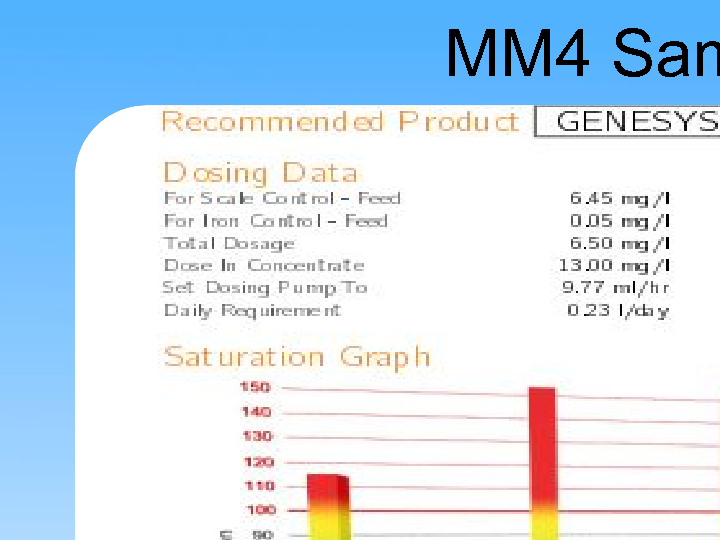 MM4 Sam
Recommended Product GENESYS
Dosing Data
For Scale Control – Feed 6.45 mg/l
For Iron Control – Feed 0.05 mg/l
Total Dosage 6.50 mg/l
Dose In Concentrate 13.00 mg/l
Set Dosing Pump To 9.77 ml/hr
Daily Requirement 0.23 l/day
Saturation Graph
150
140
130
120
110
100
90